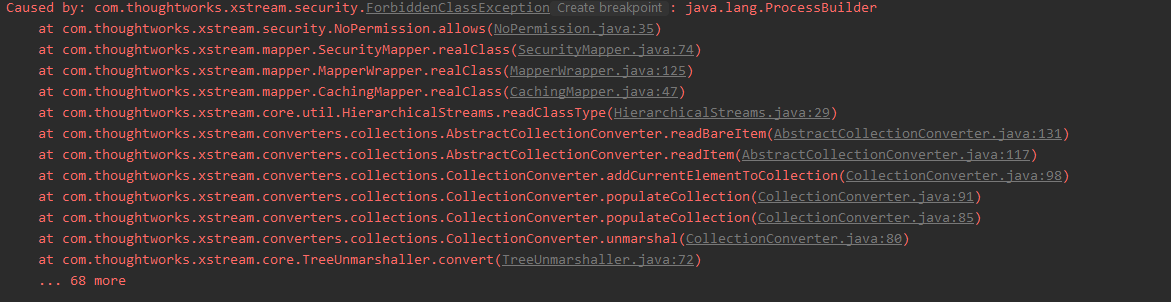 Caused by: com.thoughtworks.xstream.security.ForbiddenClassException Create breakpoint : java.lang.ProcessBuilder
at com.thoughtworks.xstream.security.NoPermission.allows(NoPermission.java:35)
at com.thoughtworks.xstream.mapper.SecurityMapper.realClass(SecurityMapper.java:74)
at com.thoughtworks.xstream.mapper.MapperWrapper.realClass(MapperWrapper.java:125)
at com.thoughtworks.xstream.mapper.CachingMapper.realClass(CachingMapper.java:47)
at com.thoughtworks.xstream.core.util.HierarchicalStreams.readClassType(HierarchicalStreams.java:29)
at com.thoughtworks.xstream.converters.collections.AbstractCollectionConverter.readBareItem(AbstractCollectionConverter.java:131)
at com.thoughtworks.xstream.converters.collections.AbstractCollectionConverter.readItem(AbstractCollectionConverter.java:117)
at com.thoughtworks.xstream.converters.collections.CollectionConverter.addCurrentElementToCollection(CollectionConverter.java:98)
at com.thoughtworks.xstream.converters.collections.CollectionConverter.populateCollection(CollectionConverter.java:91)
at com.thoughtworks.xstream.converters.collections.CollectionConverter.populateCollection(CollectionConverter.java:85)
at com.thoughtworks.xstream.converters.collections.CollectionConverter.unmarshal(CollectionConverter.java:80)
at com.thoughtworks.xstream.core.TreeUnmarshaller.convert(TreeUnmarshaller.java:72)
... 68 more